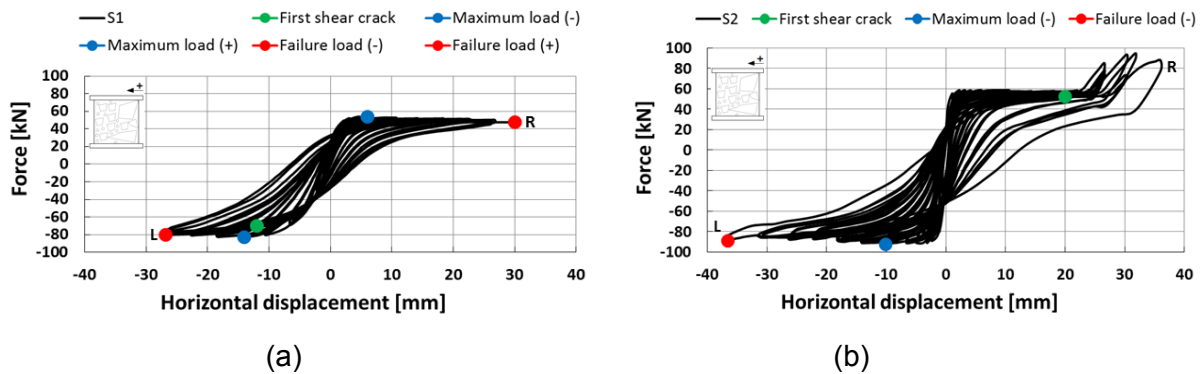 S1 First shear crack Maximum load (-)
Maximum load (+) Failure load (-) Failure load (+)
100
80
60
40
20
0
-20
-40
-60
-80
-100
Force [kN]
+
R
L
-40 -30 -20 -10 0 10 20 30 40
Horizontal displacement [mm]
(a)
S2 First shear crack Maximum load (-) Failure load (-)
100
80
60
40
20
0
-20
-40
-60
-80
-100
Force [kN]
+
R
L
-40 -30 -20 -10 0 10 20 30 40
Horizontal displacement [mm]
(b)